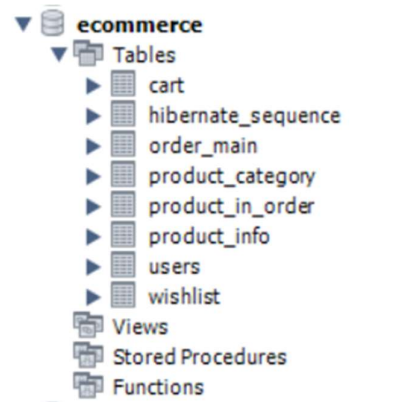 ecommerce
Tables
cart
hibernate_sequence
order_main
product_category
product_in_order
product_info
users
wishlist
Views
Stored Procedures
Functions